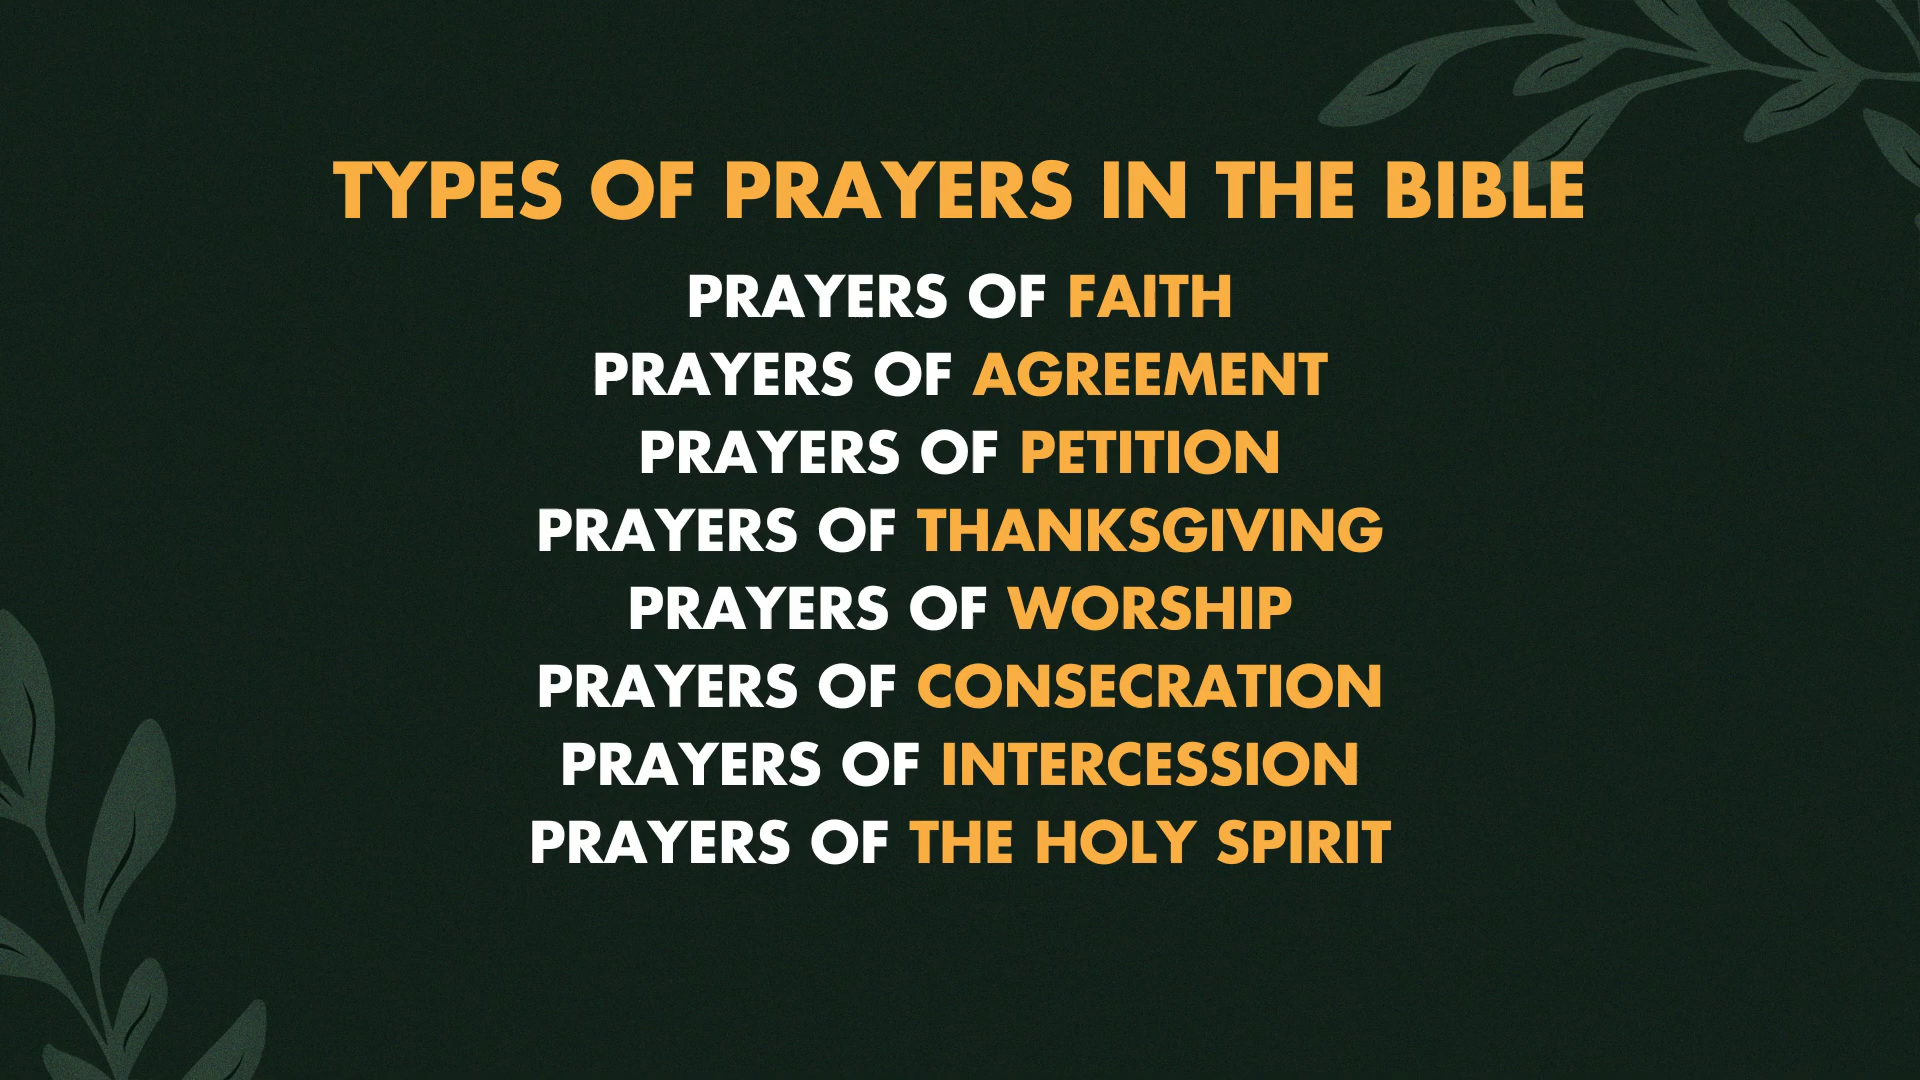 TYPES OF PRAYERS IN THE BIBLE
PRAYERS OF FAITH
PRAYERS OF AGREEMENT
PRAYERS OF PETITION
PRAYERS OF THANKSGIVING
PRAYERS OF WORSHIP
PRAYERS OF CONSECRATION
PRAYERS OF INTERCESSION
PRAYERS OF THE HOLY SPIRIT